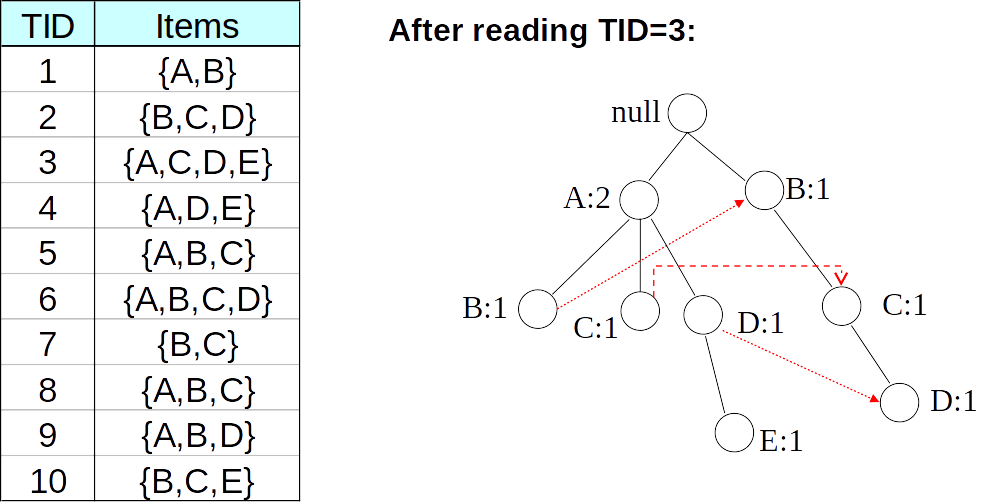 TID Items
1 {A,B}
2 {B,C,D}
3 {A,C,D,E}
4 {A,D,E}
5 {A,B,C}
6 {A,B,C,D}
7 {B,C}
8 {A,B,C}
9 {A,B,D}
10 {B,C,E}
After reading TID=3:
null
A:2 B:1
B:1 C:1 D:1 C:1
E:1 D:1